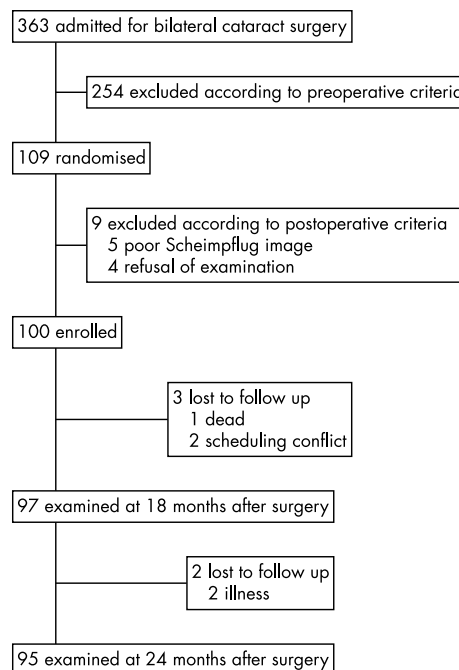 363 admitted for bilateral cataract surgery
254 excluded according to preoperative criteria
109 randomised
9 excluded according to postoperative criteria
5 poor Scheimpflug image
4 refusal of examination
100 enrolled
3 lost to follow up
1 dead
2 scheduling conflict
97 examined at 18 months after surgery
2 lost to follow up
2 illness
95 examined at 24 months after surgery